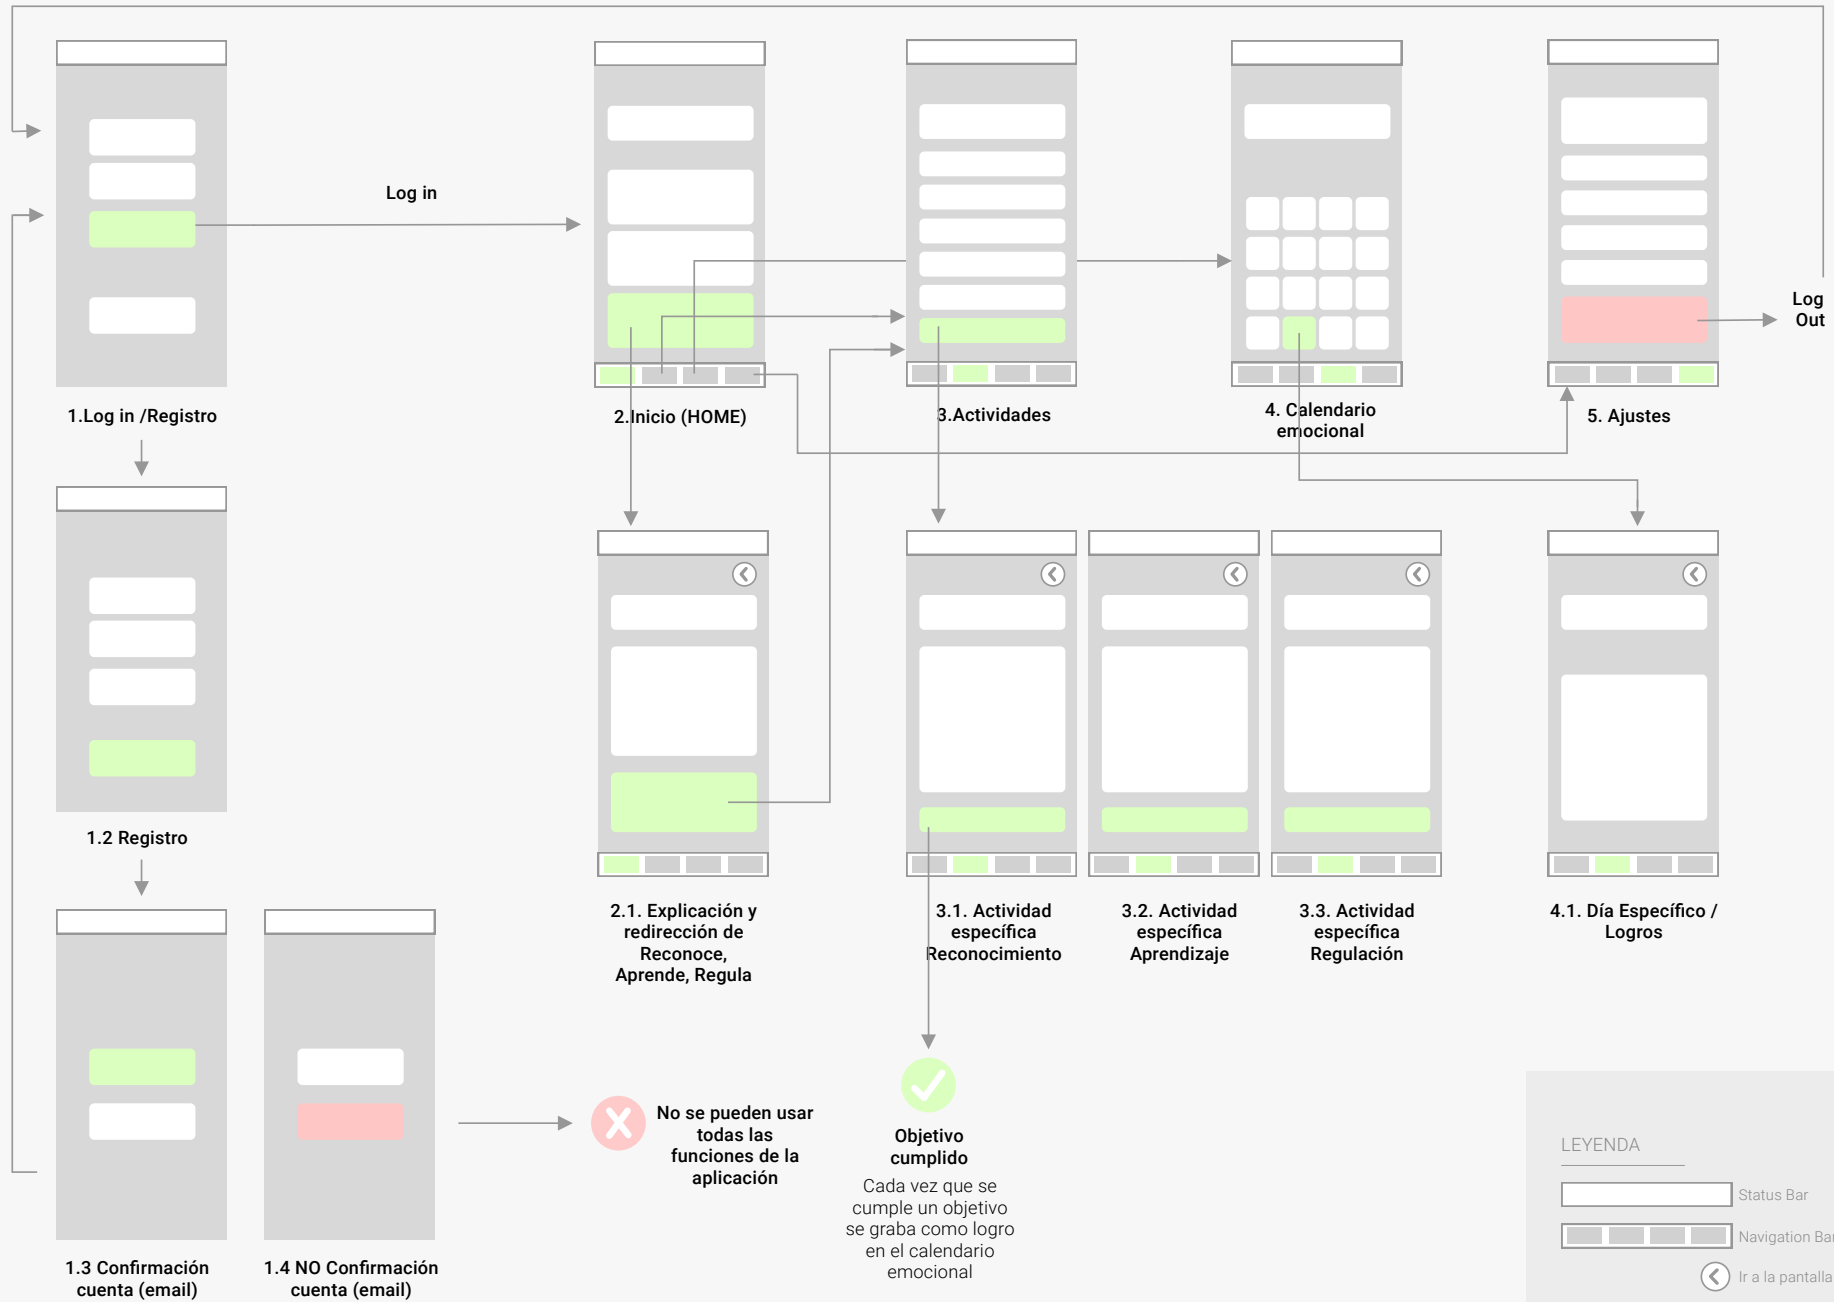 Log in
Log
Out
1.Log in /Registro
2.Inicio (HOME)
3.Actividades
4. Calendario
emocional
5. Ajustes
1.2 Registro
2.1. Explicación y
redirección de
Reconoce,
Aprende, Regula
3.1. Actividad
específica
Reconocimiento
3.2. Actividad
específica
Aprendizaje
3.3. Actividad
específica
Regulación
4.1. Día Específico /
Logros
1.3 Confirmación
cuenta (email)
1.4 NO Confirmación
cuenta (email)
No se pueden usar
todas las
funciones de la
aplicación
Objetivo
cumplido
Cada vez que se
cumple un objetivo
se graba como logro
en el calendario
emocional
LEYENDA
Status Bar
Navigation Bar
Ir a la pantalla